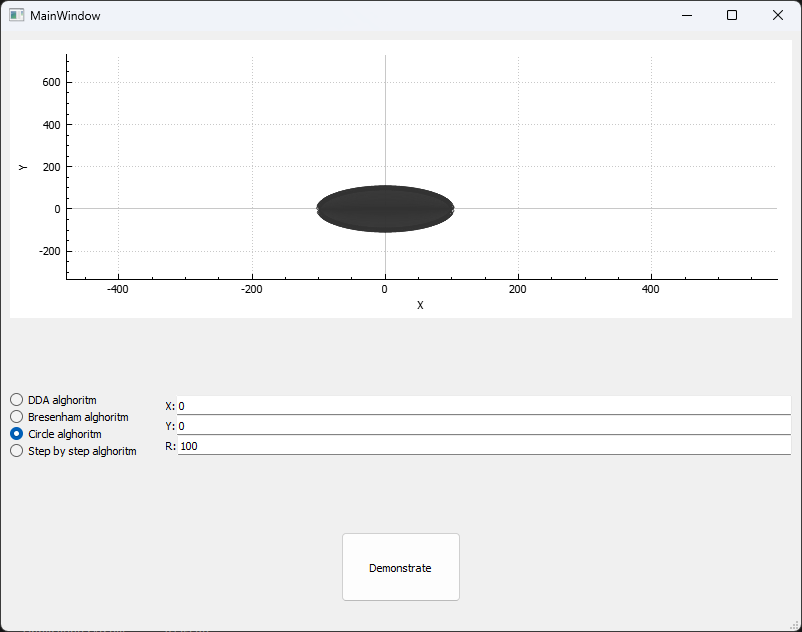 MainWindow
600
400
200
0
-200
Y
-400 -200 0 200 400
X
DDA alghoritm
Bresenham alghoritm
Circle alghoritm
Step by step alghoritm
X: 0
Y: 0
R: 100
Demonstrate